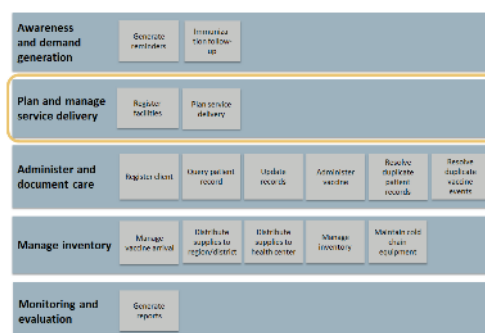 Awareness
and demand
generation
Generate
reminders
Immuniza
tion follow-
up
Plan and manage
service delivery
Register
facilities
Plan service
delivery
Administer and
document care
Register client
Query patient
record
Update
records
Administer
vaccine
Resolve
duplicate
patient
records
Resolve
duplicate
vaccine
events
Manage inventory
Manage
vaccine arrival
Distribute
supplies to
region/district
Distribute
supplies to
health center
Manage
inventory
Maintain cold
chain
equipment
Monitoring and
evaluation
Generate
reports